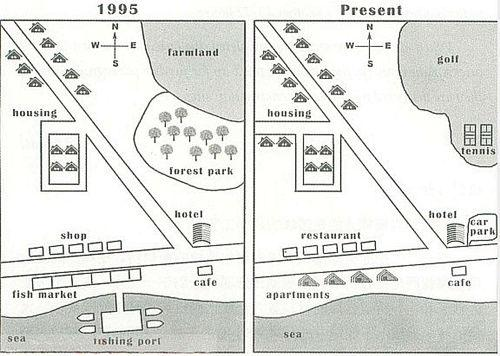 1995
N
W E
S
farmland
housing
forest park
hotel
shop
fish market
cafe
sea
fishing port
Present
N
W E
S
golf
housing
tennis
hotel
car
park
restaurant
apartments
cafe
sea